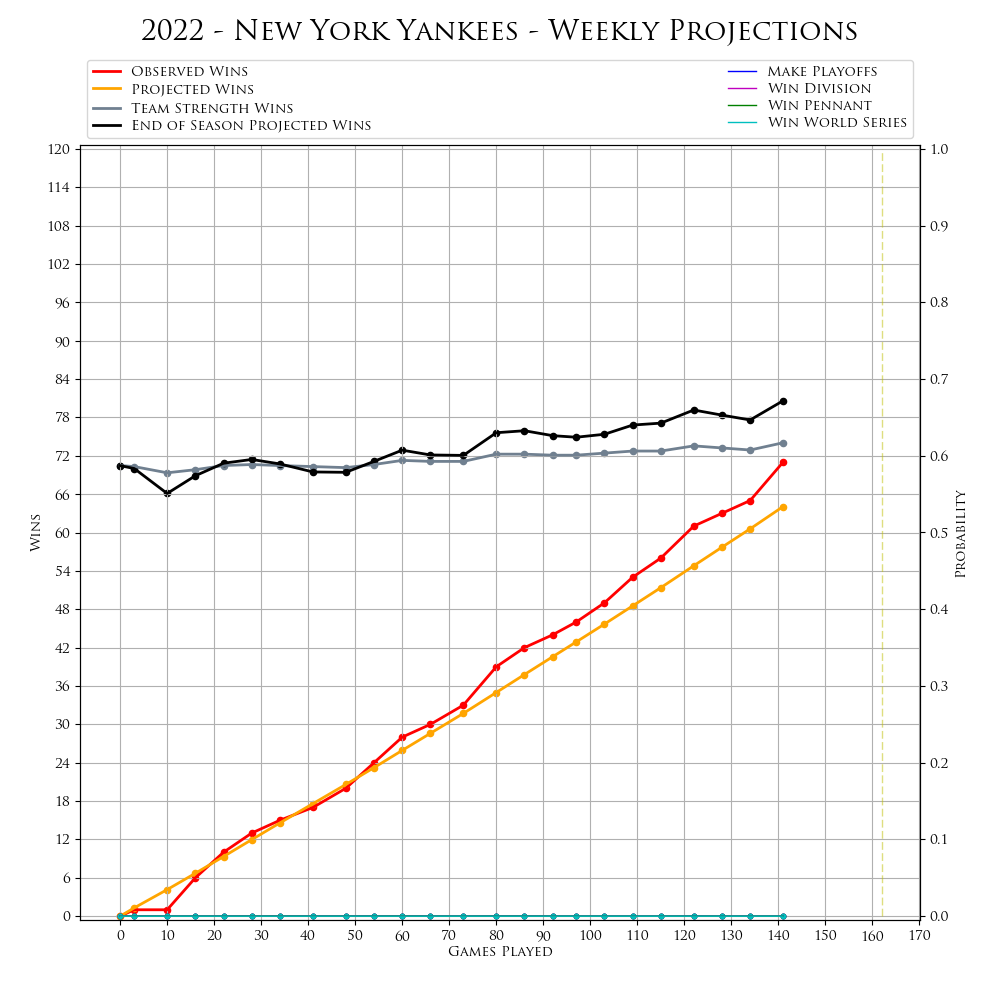 2022 - New York Yankees - Weekly Projections
Observed Wins
Projected Wins
Team Strength Wins
End of Season Projected Wins
Make Playoffs
Win Division
Win Pennant
Win World Series
120
114
108
102
96
90
84
78
72
66
60
54
48
42
36
30
24
18
12
6
0
Wins
1.0
0.9
0.8
0.7
0.6
0.5
0.4
0.3
0.2
0.1
0.0
Probability
0 10 20 30 40 50 60 70 80 90 100 110 120 130 140 150 160 170
Games Played